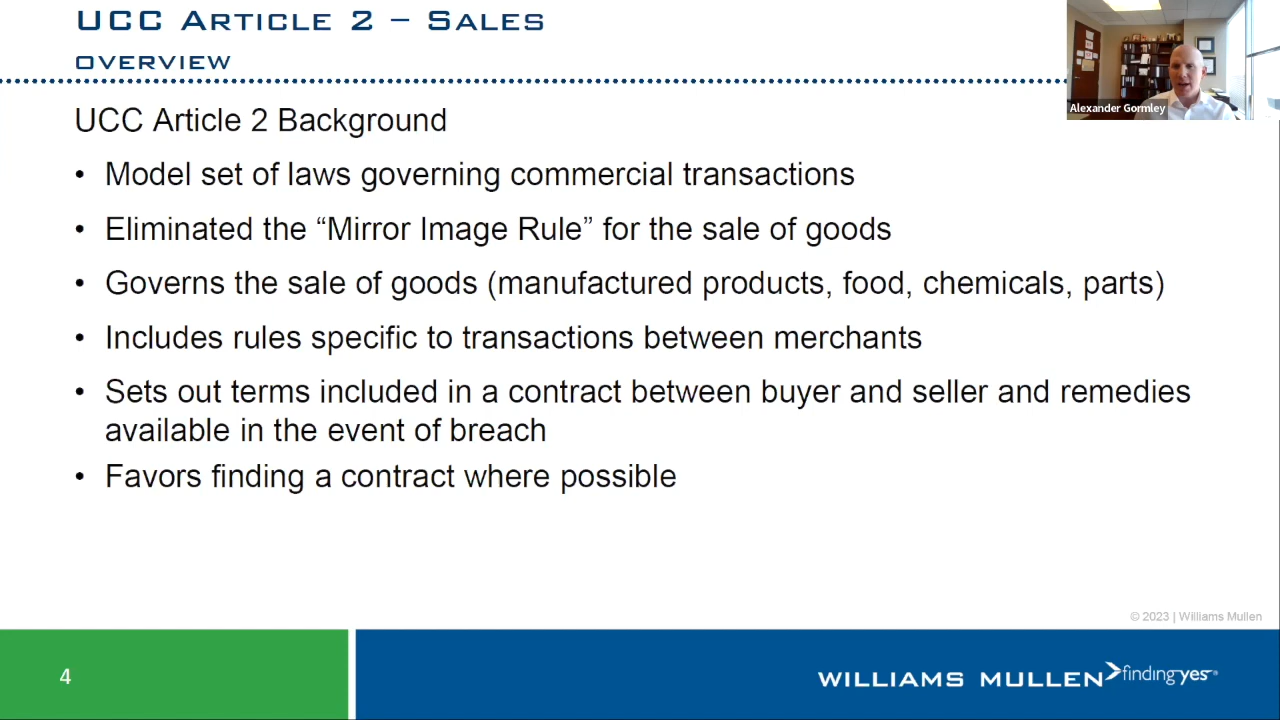 UCC ARTICLE 2 – SALES
OVERVIEW
Alexander Gormley
UCC Article 2 Background
• Model set of laws governing commercial transactions
• Eliminated the “Mirror Image Rule” for the sale of goods
• Governs the sale of goods (manufactured products, food, chemicals, parts)
• Includes rules specific to transactions between merchants
• Sets out terms included in a contract between buyer and seller and remedies
available in the event of breach
• Favors finding a contract where possible
© 2023 | Williams Mullen
4
WILLIAMS MULLEN finding yes®